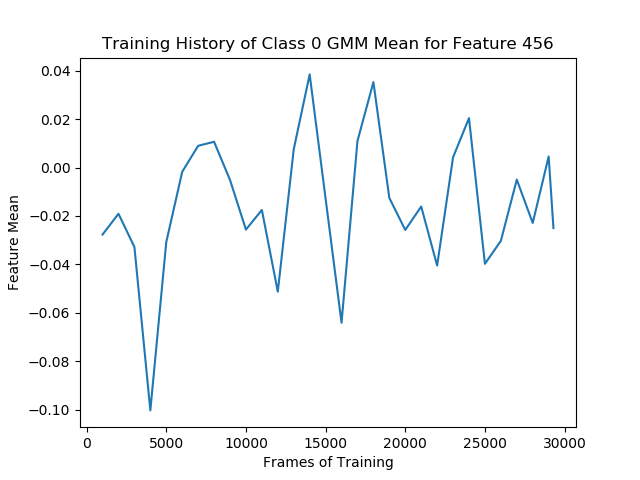 Training History of Class 0 GMM Mean for Feature 456
0.04
0.02
0.00
−0.02
−0.04
−0.06
−0.08
−0.10
Feature Mean
0 5000 10000 15000 20000 25000 30000
Frames of Training